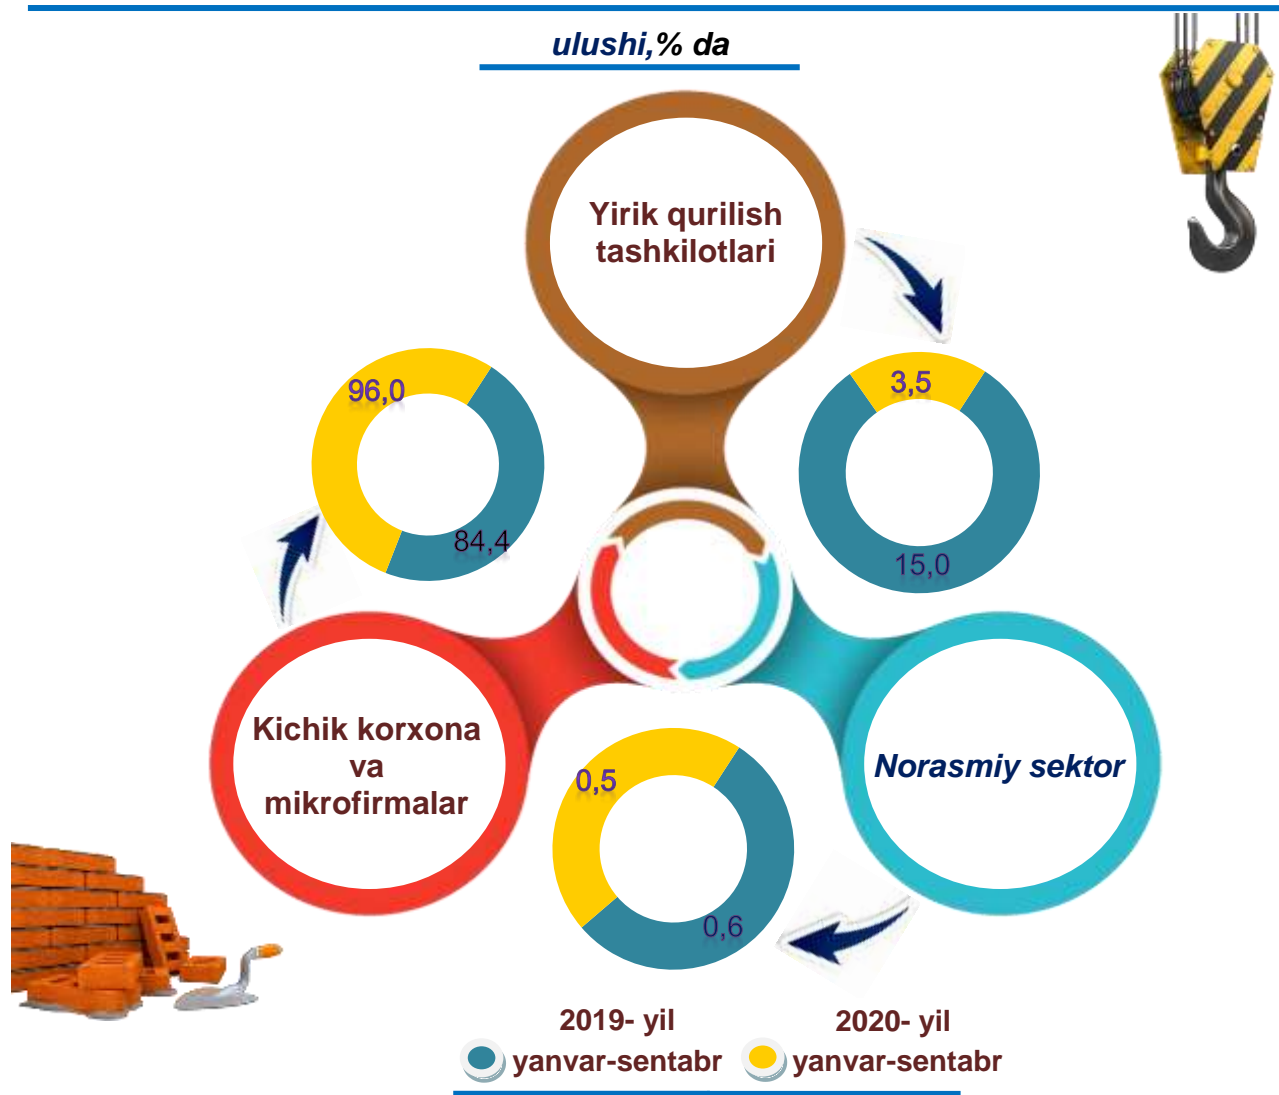 ulushi,% da
Yirik qurilish
tashkilotlari
96,0
84,4
3,5
15,0
Kichik korxona
va
mikrofirmalar
Norasmiy sektor
0,5
0,6
2019- yil
yanvar-sentabr
2020- yil
yanvar-sentabr